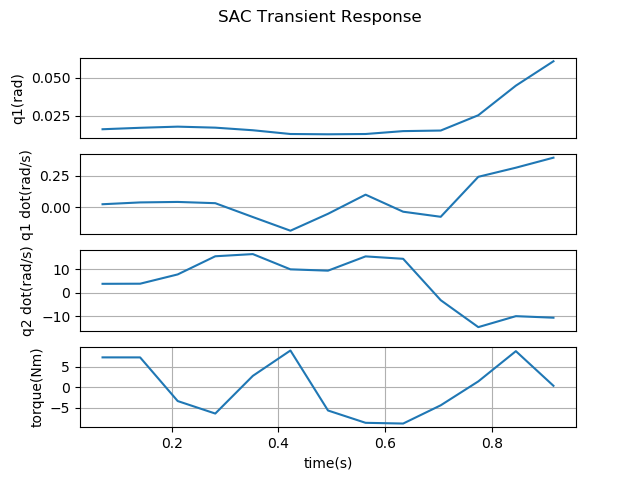 SAC Transient Response
q1(rad)
0.050
0.025
q1 dot(rad/s)
0.25
0.00
q2 dot(rad/s)
10
0
−10
torque(Nm)
5
0
−5
0.2 0.4 0.6 0.8
time(s)